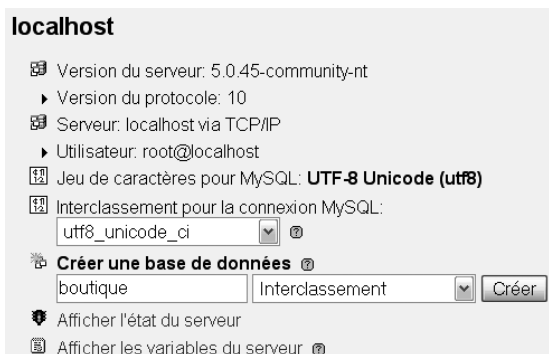 localhost
Version du serveur: 5.0.45-community-nt
Version du protocole: 10
Serveur: localhost via TCP/IP
Utilisateur: root@localhost
Jeu de caractères pour MySQL: UTF-8 Unicode (utf8)
Interclassement pour la connexion MySQL:
utf8_unicode_ci
Créer une base de données
boutique Interclassement Créer
Afficher l'état du serveur
Afficher les variables du serveur